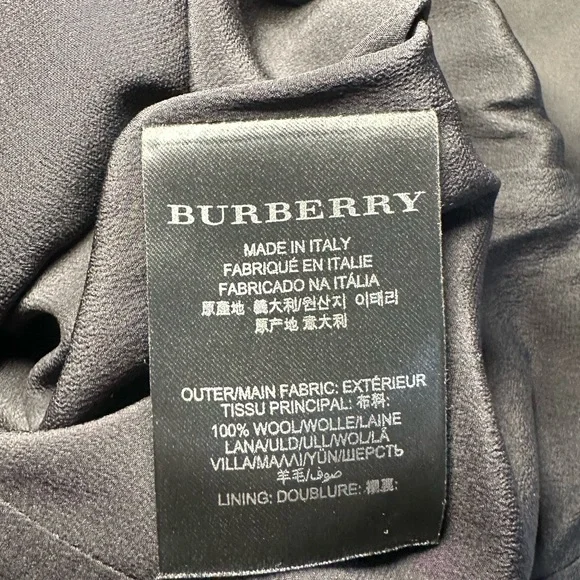 BURBERRY
MADE IN ITALY
FABRIQUÉ EN ITALIE
FABRICADO NA ITÁLIA
原產地 義大利/원산지 이태리
原产地 意大利
OUTER/MAIN FABRIC: EXTÉRIEUR
TISSU PRINCIPAL: 布料:
100% WOOL/WOLLE/LAINE
LANA/ULD/ULL/WOL/LÃ
VILLA/ΜΑΛΛΙ/YÜN/ШЕРСТЬ
羊毛/صوف/
LINING: DOUBLURE: 襯裏: